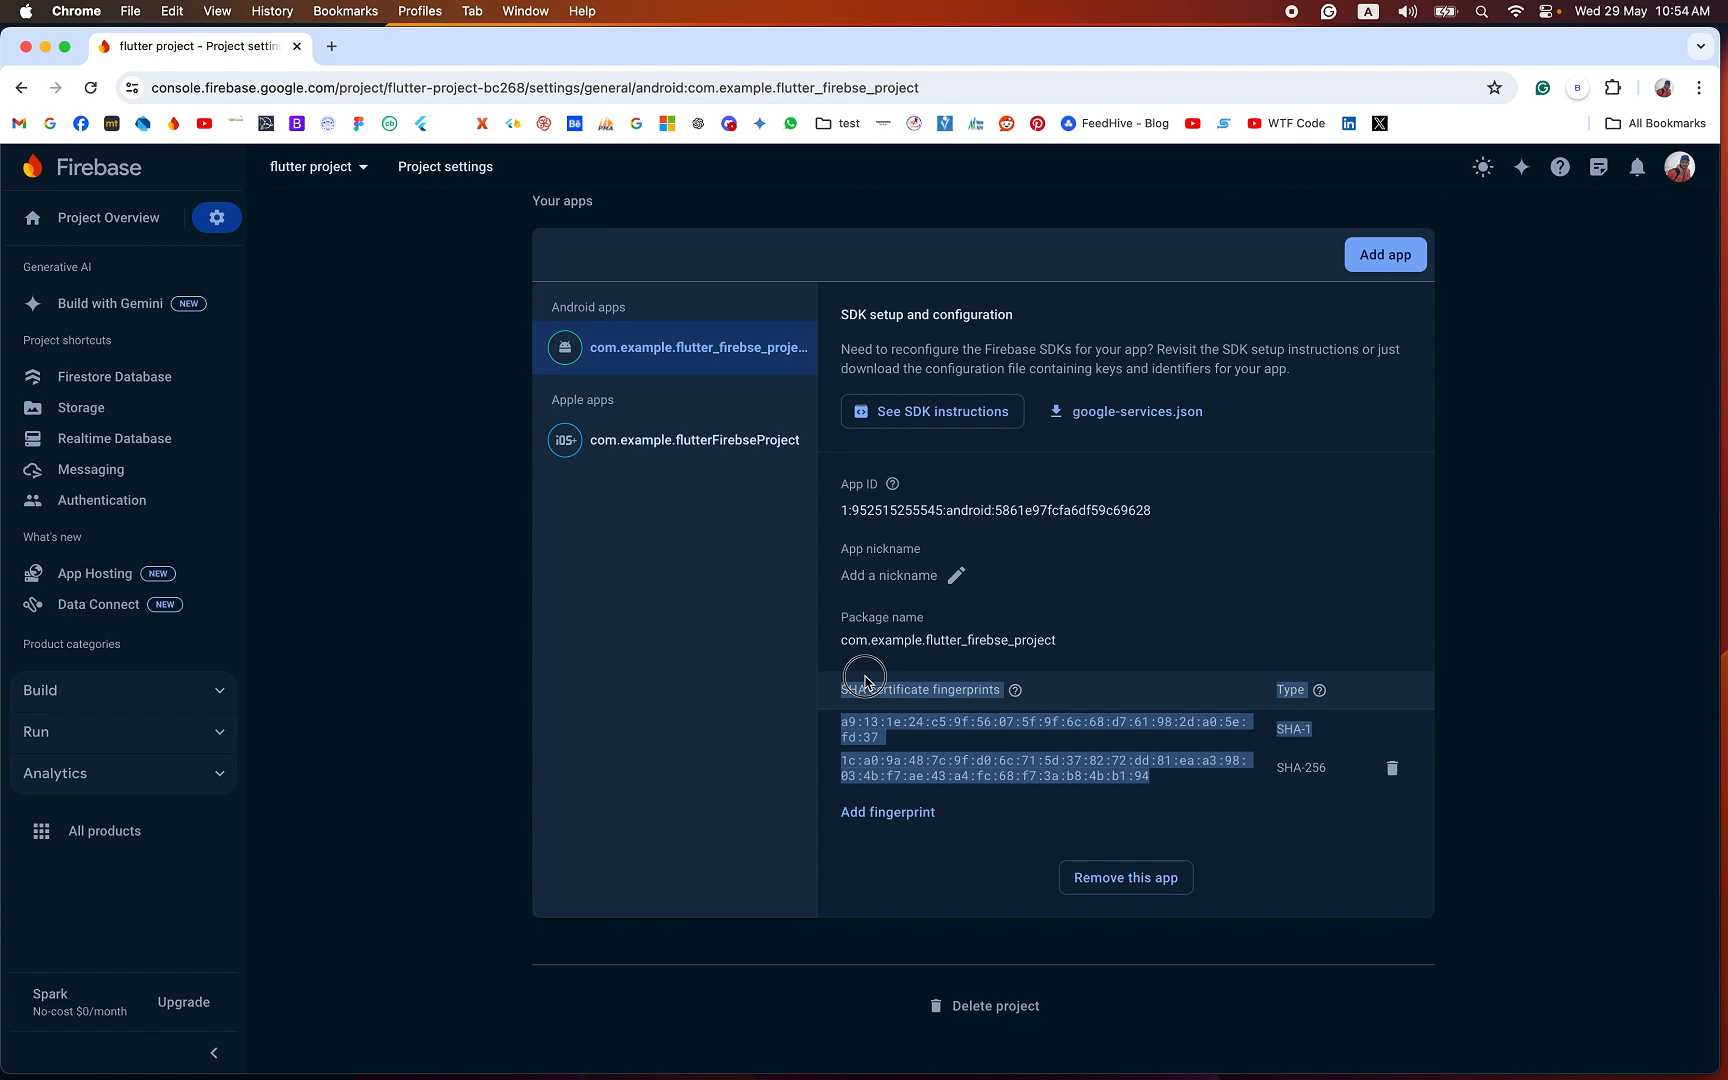 Chrome File Edit View History Bookmarks Profiles Tab Window Help A Wed 29 May 10:54 AM
flutter project - Project settin
console.firebase.google.com/project/flutter-project-bc268/settings/general/android:com.example.flutter_firebse_project B
test FeedHive - Blog WTF Code All Bookmarks
Firebase flutter project Project settings
Project Overview
Your apps
Add app
Generative AI
Build with Gemini NEW
Project shortcuts
Firestore Database
Storage
Realtime Database
Messaging
Authentication
What's new
App Hosting NEW
Data Connect NEW
Product categories
Build
Run
Analytics
All products
Spark
No-cost $0/month
Upgrade
Android apps
com.example.flutter_firebse_proje...
Apple apps
iOS+ com.example.flutterFirebseProject
SDK setup and configuration
Need to reconfigure the Firebase SDKs for your app? Revisit the SDK setup instructions or just
download the configuration file containing keys and identifiers for your app.
See SDK instructions google-services.json
App ID
1:952515255545:android:5861e97fcfa6df59c69628
App nickname
Add a nickname
Package name
com.example.flutter_firebse_project
SHA certificate fingerprints Type
a9:13:1e:24:c5:9f:56:07:5f:9f:6c:68:d7:61:98:2d:a0:5e:
fd:37
SHA-1
1c:a0:9a:48:7c:9f:d0:6c:71:5d:37:82:72:dd:81:ea:a3:98:
03:4b:f7:ae:43:a4:fc:68:f7:3a:b8:4b:b1:94
SHA-256
Add fingerprint
Remove this app
Delete project